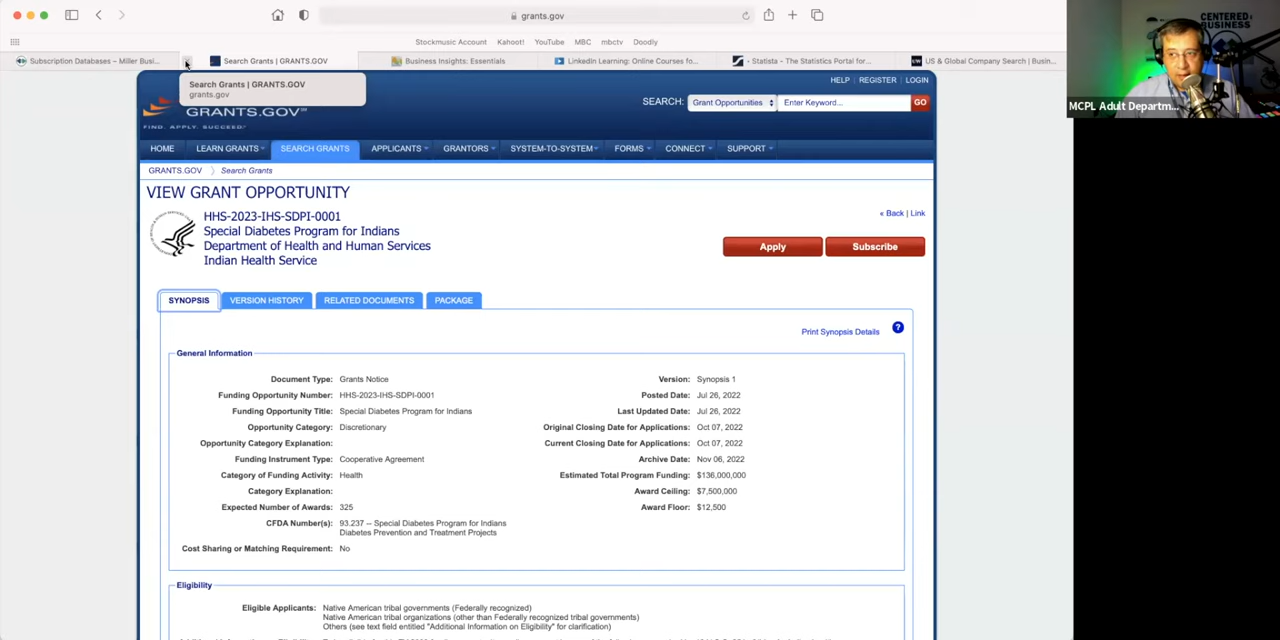 grants.gov
Stockmusic Account Kahoot! YouTube MBC mbctv Doodly
Subscription Databases – Miller Busi...
Search Grants | GRANTS.GOV
Business Insights: Essentials
LinkedIn Learning: Online Courses fo...
Statista - The Statistics Portal for...
US & Global Company Search | Busin...
Search Grants | GRANTS.GOV
grants.gov
CENTERED
BUSINESS
MCPL Adult Departm...
HELP | REGISTER | LOGIN
GRANTS.GOV
FIND. APPLY. SUCCEED.
SEARCH: Grant Opportunities Enter Keyword... GO
HOME LEARN GRANTS SEARCH GRANTS APPLICANTS GRANTORS SYSTEM-TO-SYSTEM FORMS CONNECT SUPPORT
GRANTS.GOV Search Grants
VIEW GRANT OPPORTUNITY
HHS-2023-IHS-SDPI-0001
Special Diabetes Program for Indians
Department of Health and Human Services
Indian Health Service
« Back | Link
Apply Subscribe
SYNOPSIS VERSION HISTORY RELATED DOCUMENTS PACKAGE
Print Synopsis Details ?
General Information
Document Type: Grants Notice
Funding Opportunity Number: HHS-2023-IHS-SDPI-0001
Funding Opportunity Title: Special Diabetes Program for Indians
Opportunity Category: Discretionary
Opportunity Category Explanation:
Funding Instrument Type: Cooperative Agreement
Category of Funding Activity: Health
Category Explanation:
Expected Number of Awards: 325
CFDA Number(s): 93.237 -- Special Diabetes Program for Indians
Diabetes Prevention and Treatment Projects
Cost Sharing or Matching Requirement: No
Version: Synopsis 1
Posted Date: Jul 26, 2022
Last Updated Date: Jul 26, 2022
Original Closing Date for Applications: Oct 07, 2022
Current Closing Date for Applications: Oct 07, 2022
Archive Date: Nov 06, 2022
Estimated Total Program Funding: $136,000,000
Award Ceiling: $7,500,000
Award Floor: $12,500
Eligibility
Eligible Applicants: Native American tribal governments (Federally recognized)
Native American tribal organizations (other than Federally recognized tribal governments)
Others (see text field entitled "Additional Information on Eligibility" for clarification)